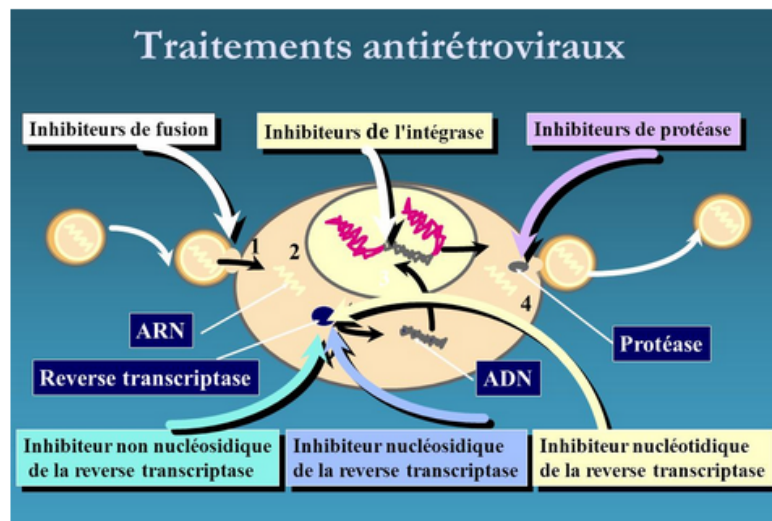 Traitements antirétroviraux
Inhibiteurs de fusion
Inhibiteurs de l'intégrase
Inhibiteurs de protéase
1
2
3
4
ARN
Reverse transcriptase
ADN
Protéase
Inhibiteur non nucléosidique
de la reverse transcriptase
Inhibiteur nucléosidique
de la reverse transcriptase
Inhibiteur nucléotidique
de la reverse transcriptase